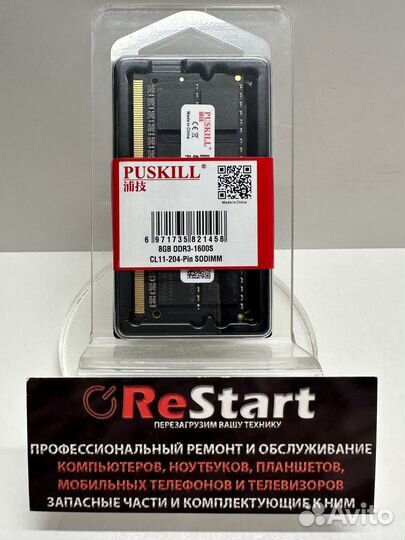 Made in China
PUSKILL
浦技
6 971735 821458
8GB DDR3-1600S
CL11-204-Pin SODIMM
ReStart
ПЕРЕЗАГРУЗИМ ВАШУ ТЕХНИКУ
ПРОФЕССИОНАЛЬНЫЙ РЕМОНТ И ОБСЛУЖИВАНИЕ
КОМПЬЮТЕРОВ, НОУТБУКОВ, ПЛАНШЕТОВ,
МОБИЛЬНЫХ ТЕЛЕФОНОВ И ТЕЛЕВИЗОРОВ
ЗАПАСНЫЕ ЧАСТИ И КОМПЛЕКТУЮЩИЕ К НИМ
Avito